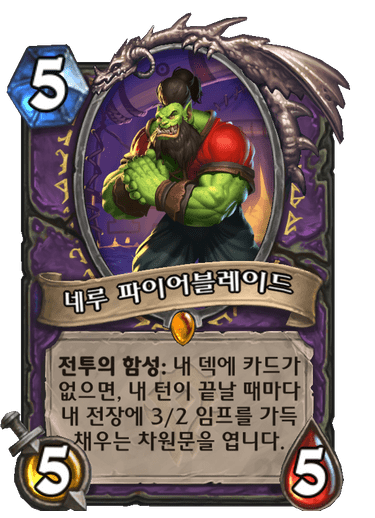 5
네루 파이어블레이드
전투의 함성: 내 덱에 카드가
없으면, 내 턴이 끝날 때마다
내 전장에 3/2 임프를 가득
채우는 차원문을 엽니다.
5
5